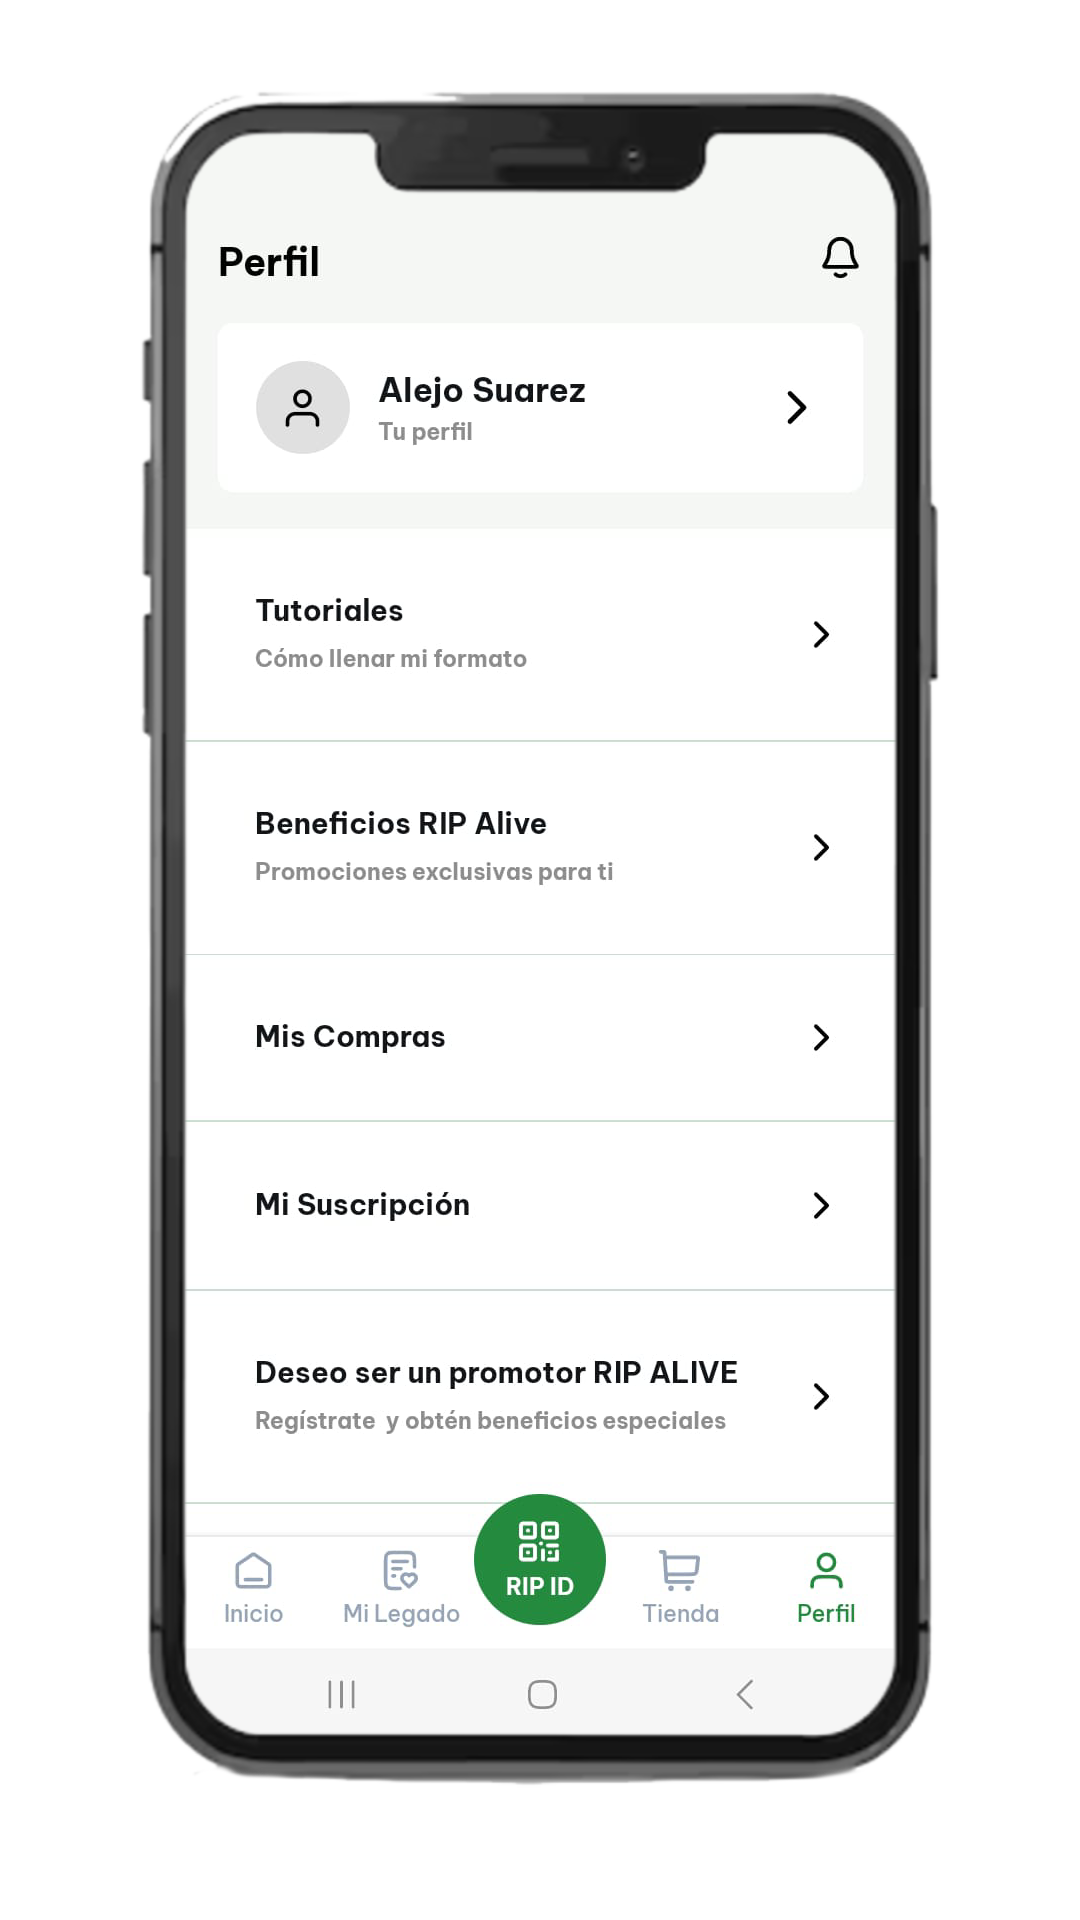 Perfil
Alejo Suarez
Tu perfil
Tutoriales
Cómo llenar mi formato
Beneficios RIP Alive
Promociones exclusivas para ti
Mis Compras
Mi Suscripción
Deseo ser un promotor RIP ALIVE
Regístrate  y obtén beneficios especiales
RIP ID
Inicio
Mi Legado
Tienda
Perfil